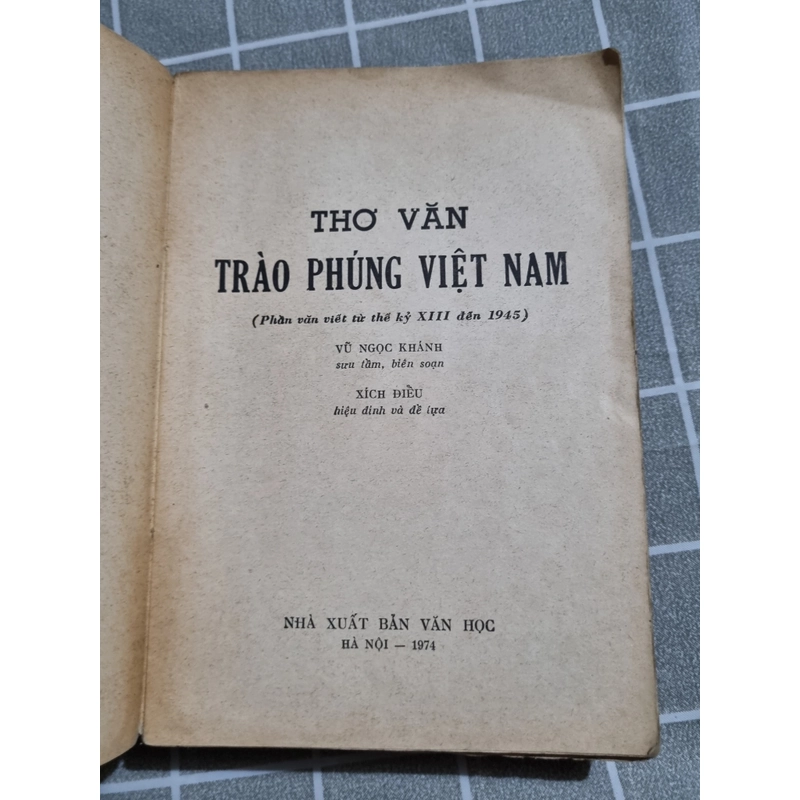 THƠ VĂN
TRÀO PHÚNG VIỆT NAM
(Phần văn viết từ thế kỷ XIII đến 1945)
VŨ NGỌC KHÁNH
sưu tầm, biên soạn
XÍCH ĐIỀU
hiệu đính và đề tựa
NHÀ XUẤT BẢN VĂN HỌC
HÀ NỘI — 1974